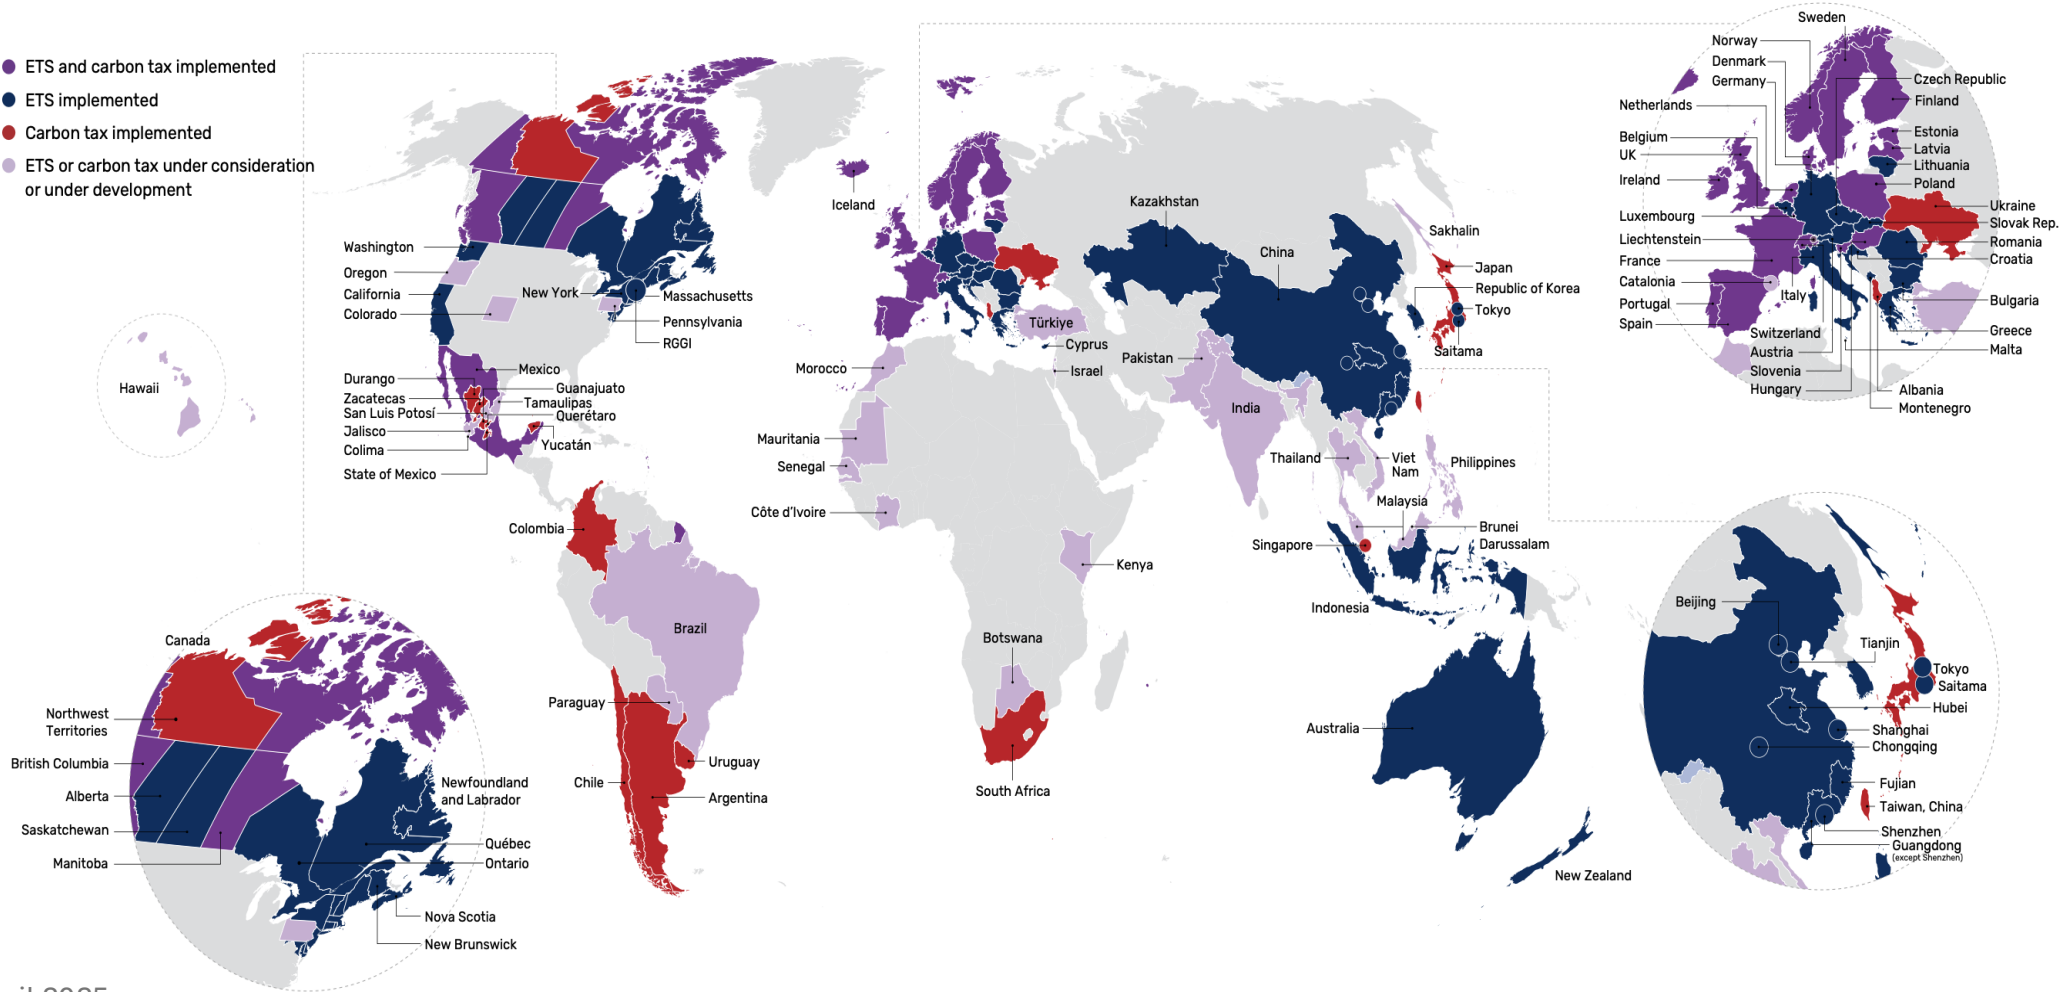 ETS and carbon tax implemented
ETS implemented
Carbon tax implemented
ETS or carbon tax under consideration
or under development
Hawaii
Washington
Oregon
California
Colorado
New York
Massachusetts
Pennsylvania
RGGI
Mexico
Durango
Zacatecas
San Luis Potosí
Jalisco
Colima
State of Mexico
Guanajuato
Tamaulipas
Querétaro
Yucatán
Colombia
Brazil
Paraguay
Uruguay
Chile
Argentina
Canada
Northwest
Territories
British Columbia
Alberta
Saskatchewan
Manitoba
Newfoundland
and Labrador
Québec
Ontario
Nova Scotia
New Brunswick
Iceland
Morocco
Mauritania
Senegal
Côte d'Ivoire
Türkiye
Cyprus
Israel
Kenya
Botswana
South Africa
Kazakhstan
China
Pakistan
India
Thailand
Viet
Nam
Philippines
Malaysia
Brunei
Darussalam
Singapore
Indonesia
Australia
New Zealand
Sakhalin
Japan
Republic of Korea
Tokyo
Saitama
Sweden
Norway
Denmark
Germany
Netherlands
Belgium
UK
Ireland
Luxembourg
Liechtenstein
France
Catalonia
Portugal
Spain
Italy
Switzerland
Austria
Slovenia
Hungary
Czech Republic
Finland
Estonia
Latvia
Lithuania
Poland
Ukraine
Slovak Rep.
Romania
Croatia
Bulgaria
Greece
Malta
Albania
Montenegro
Beijing
Tianjin
Tokyo
Saitama
Hubei
Shanghai
Chongqing
Fujian
Taiwan, China
Shenzhen
Guangdong
(except Shenzhen)